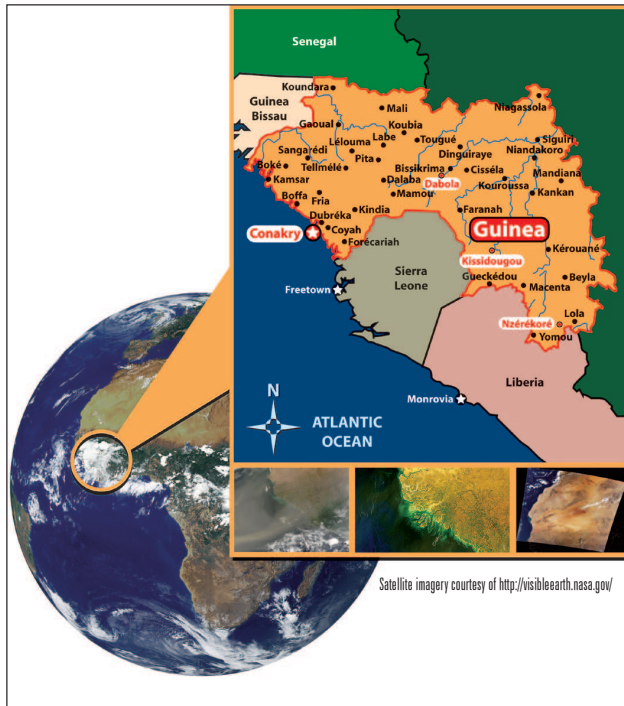 Senegal
Koundara
Guinea
Bissau
Mali
Niagassola
Gaoual
Koubia
Labe
Tougué
Siguiri
Lélouma
Sangarédi
Pita
Dinguiraye
Niandakoro
Boké
Télimélé
Bissikrima
Cisséla
Mandiana
Kamsar
Dalaba
Dabola
Kouroussa
Kankan
Boffa
Fria
Mamou
Dubréka
Kindia
Faranah
Conakry
Coyah
Guinea
Forécariah
Kérouané
Kissidougou
Sierra
Leone
Gueckédou
Beyla
Freetown
Macenta
Nzérékoré
Lola
Yomou
Liberia
Monrovia
N
ATLANTIC
OCEAN
Satellite imagery courtesy of http://visibleearth.nasa.gov/